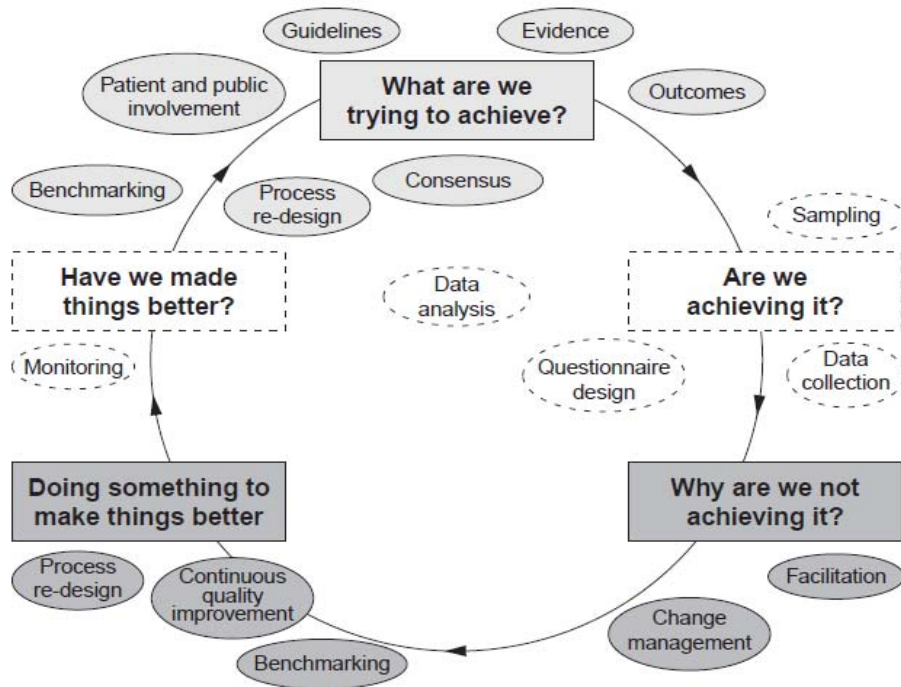 Guidelines
Evidence
Patient and public
involvement
What are we
trying to achieve?
Outcomes
Benchmarking
Process
re-design
Consensus
Sampling
Have we made
things better?
Data
analysis
Are we
achieving it?
Monitoring
Questionnaire
design
Data
collection
Doing something to
make things better
Why are we not
achieving it?
Process
re-design
Continuous
quality
improvement
Facilitation
Change
management
Benchmarking